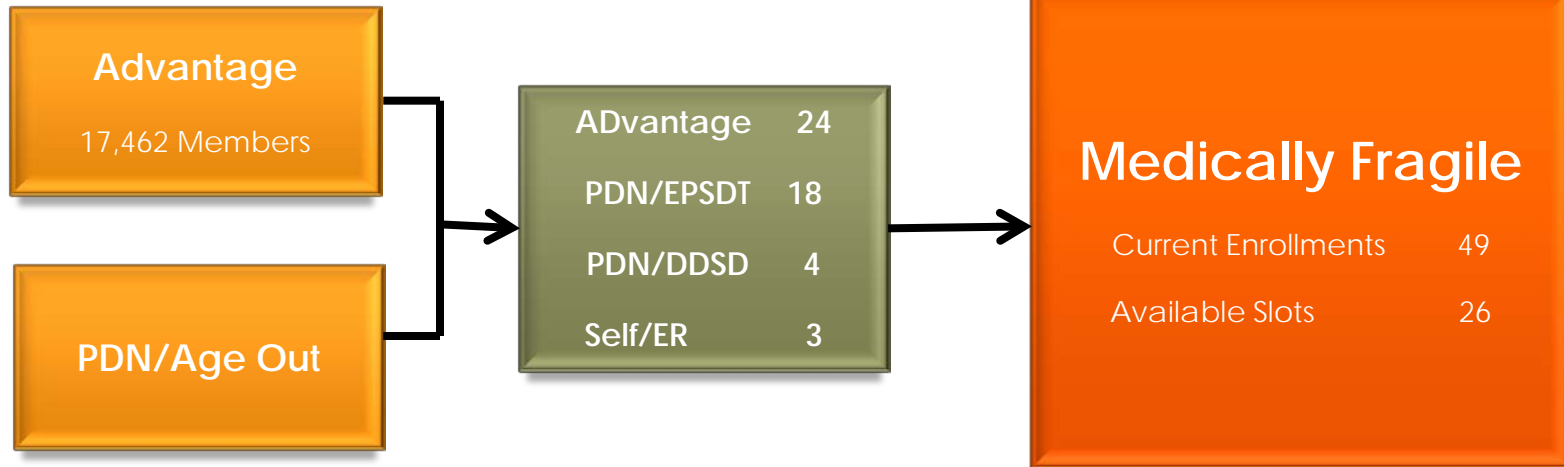 Advantage
17,462 Members
PDN/Age Out
ADvantage 24
PDN/EPSDT 18
PDN/DDSD 4
Self/ER 3
Medically Fragile
Current Enrollments 49
Available Slots 26